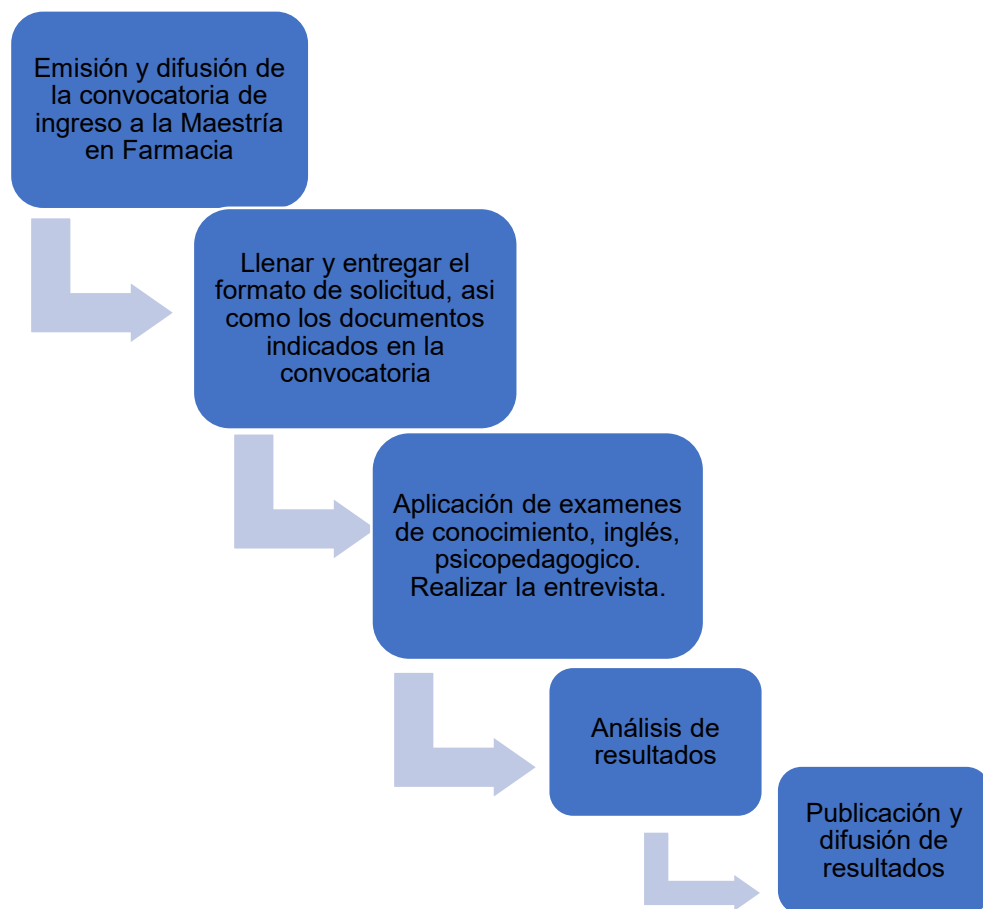 Emisión y difusión de
la convocatoria de
ingreso a la Maestría
en Farmacia
Llenar y entregar el
formato de solicitud, asi
como los documentos
indicados en la
convocatoria
Aplicación de examenes
de conocimiento, inglés,
psicopedagogico.
Realizar la entrevista.
Análisis de
resultados
Publicación y
difusión de
resultados